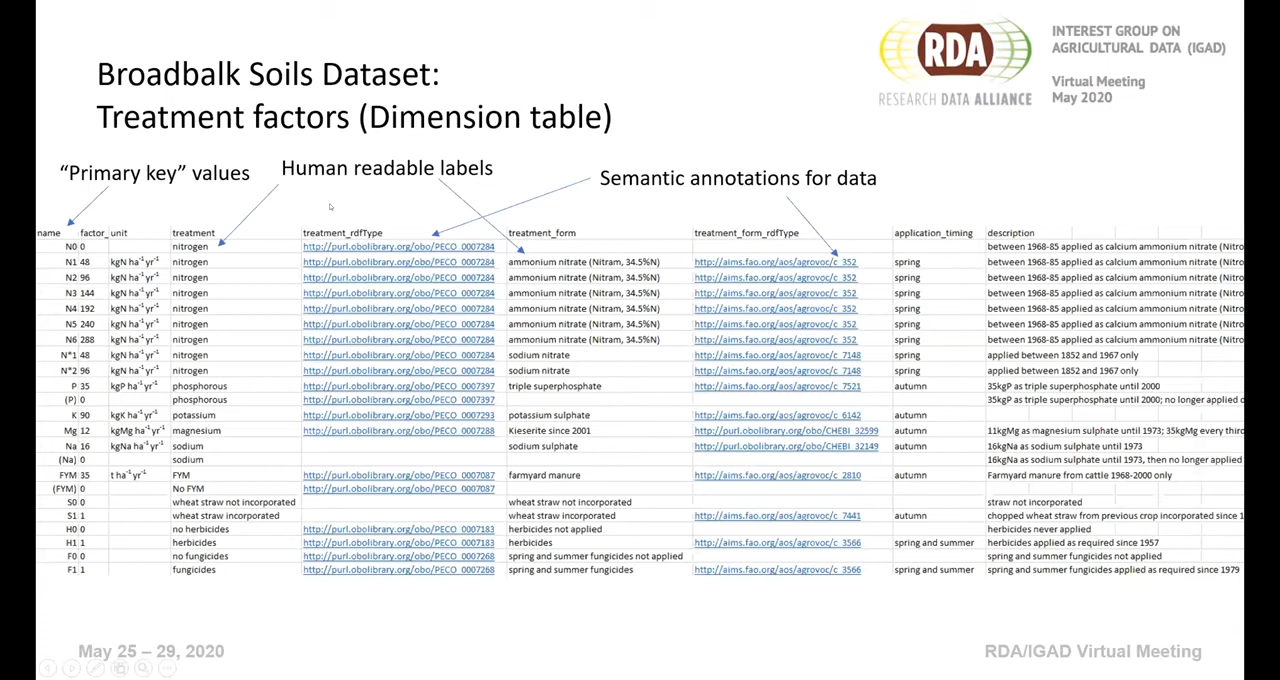 RDA
RESEARCH DATA ALLIANCE
INTEREST GROUP ON
AGRICULTURAL DATA (IGAD)
Virtual Meeting
May 2020
Broadbalk Soils Dataset:
Treatment factors (Dimension table)
“Primary key” values
Human readable labels
Semantic annotations for data
name factor_ unit treatment treatment_rdfType treatment_form treatment_form_rdfType application_timing description
N0 0 nitrogen http://purl.obolibrary.org/obo/PECO_0007284 between 1968-85 applied as calcium ammonium nitrate (Nitro
N1 48 kgN ha⁻¹ yr⁻¹ nitrogen http://purl.obolibrary.org/obo/PECO_0007284 ammonium nitrate (Nitram, 34.5%N) http://aims.fao.org/aos/agrovoc/c_352 spring between 1968-85 applied as calcium ammonium nitrate (Nitro
N2 96 kgN ha⁻¹ yr⁻¹ nitrogen http://purl.obolibrary.org/obo/PECO_0007284 ammonium nitrate (Nitram, 34.5%N) http://aims.fao.org/aos/agrovoc/c_352 spring between 1968-85 applied as calcium ammonium nitrate (Nitro
N3 144 kgN ha⁻¹ yr⁻¹ nitrogen http://purl.obolibrary.org/obo/PECO_0007284 ammonium nitrate (Nitram, 34.5%N) http://aims.fao.org/aos/agrovoc/c_352 spring between 1968-85 applied as calcium ammonium nitrate (Nitro
N4 192 kgN ha⁻¹ yr⁻¹ nitrogen http://purl.obolibrary.org/obo/PECO_0007284 ammonium nitrate (Nitram, 34.5%N) http://aims.fao.org/aos/agrovoc/c_352 spring between 1968-85 applied as calcium ammonium nitrate (Nitro
N5 240 kgN ha⁻¹ yr⁻¹ nitrogen http://purl.obolibrary.org/obo/PECO_0007284 ammonium nitrate (Nitram, 34.5%N) http://aims.fao.org/aos/agrovoc/c_352 spring between 1968-85 applied as calcium ammonium nitrate (Nitro
N6 288 kgN ha⁻¹ yr⁻¹ nitrogen http://purl.obolibrary.org/obo/PECO_0007284 ammonium nitrate (Nitram, 34.5%N) http://aims.fao.org/aos/agrovoc/c_352 spring between 1968-85 applied as calcium ammonium nitrate (Nitro
N*1 48 kgN ha⁻¹ yr⁻¹ nitrogen http://purl.obolibrary.org/obo/PECO_0007284 sodium nitrate http://aims.fao.org/aos/agrovoc/c_7148 spring applied between 1852 and 1967 only
N*2 96 kgN ha⁻¹ yr⁻¹ nitrogen http://purl.obolibrary.org/obo/PECO_0007284 sodium nitrate http://aims.fao.org/aos/agrovoc/c_7148 spring applied between 1852 and 1967 only
P 35 kgP ha⁻¹ yr⁻¹ phosphorous http://purl.obolibrary.org/obo/PECO_0007397 triple superphosphate http://aims.fao.org/aos/agrovoc/c_7521 autumn 35kgP as triple superphosphate until 2000
(P) 0 phosphorous http://purl.obolibrary.org/obo/PECO_0007397 35kgP as triple superphosphate until 2000; no longer applied o
K 90 kgK ha⁻¹ yr⁻¹ potassium http://purl.obolibrary.org/obo/PECO_0007293 potassium sulphate http://aims.fao.org/aos/agrovoc/c_6142 autumn
Mg 12 kgMg ha⁻¹ yr⁻¹ magnesium http://purl.obolibrary.org/obo/PECO_0007288 Kieserite since 2001 http://purl.obolibrary.org/obo/CHEBI_32599 autumn 11kgMg as magnesium sulphate until 1973; 35kgMg every third
Na 16 kgNa ha⁻¹ yr⁻¹ sodium sodium sulphate http://purl.obolibrary.org/obo/CHEBI_32149 autumn 16kgNa as sodium sulphate until 1973
(Na) 0 sodium 16kgNa as sodium sulphate until 1973, then no longer applied
FYM 35 t ha⁻¹ yr⁻¹ FYM http://purl.obolibrary.org/obo/PECO_0007087 farmyard manure http://aims.fao.org/aos/agrovoc/c_2810 autumn Farmyard manure from cattle 1968-2000 only
(FYM) 0 No FYM http://purl.obolibrary.org/obo/PECO_0007087
S0 0 wheat straw not incorporated wheat straw not incorporated straw not incorporated
S1 1 wheat straw incorporated wheat straw incorporated http://aims.fao.org/aos/agrovoc/c_7441 autumn chopped wheat straw from previous crop incorporated since 1
H0 0 no herbicides http://purl.obolibrary.org/obo/PECO_0007183 herbicides not applied herbicides never applied
H1 1 herbicides http://purl.obolibrary.org/obo/PECO_0007183 herbicides http://aims.fao.org/aos/agrovoc/c_3566 spring and summer herbicides applied as required since 1957
F0 0 no fungicides http://purl.obolibrary.org/obo/PECO_0007268 spring and summer fungicides not applied spring and summer fungicides not applied
F1 1 fungicides http://purl.obolibrary.org/obo/PECO_0007268 spring and summer fungicides http://aims.fao.org/aos/agrovoc/c_3566 spring and summer spring and summer fungicides applied as required since 1979
May 25 – 29, 2020
RDA/IGAD Virtual Meeting